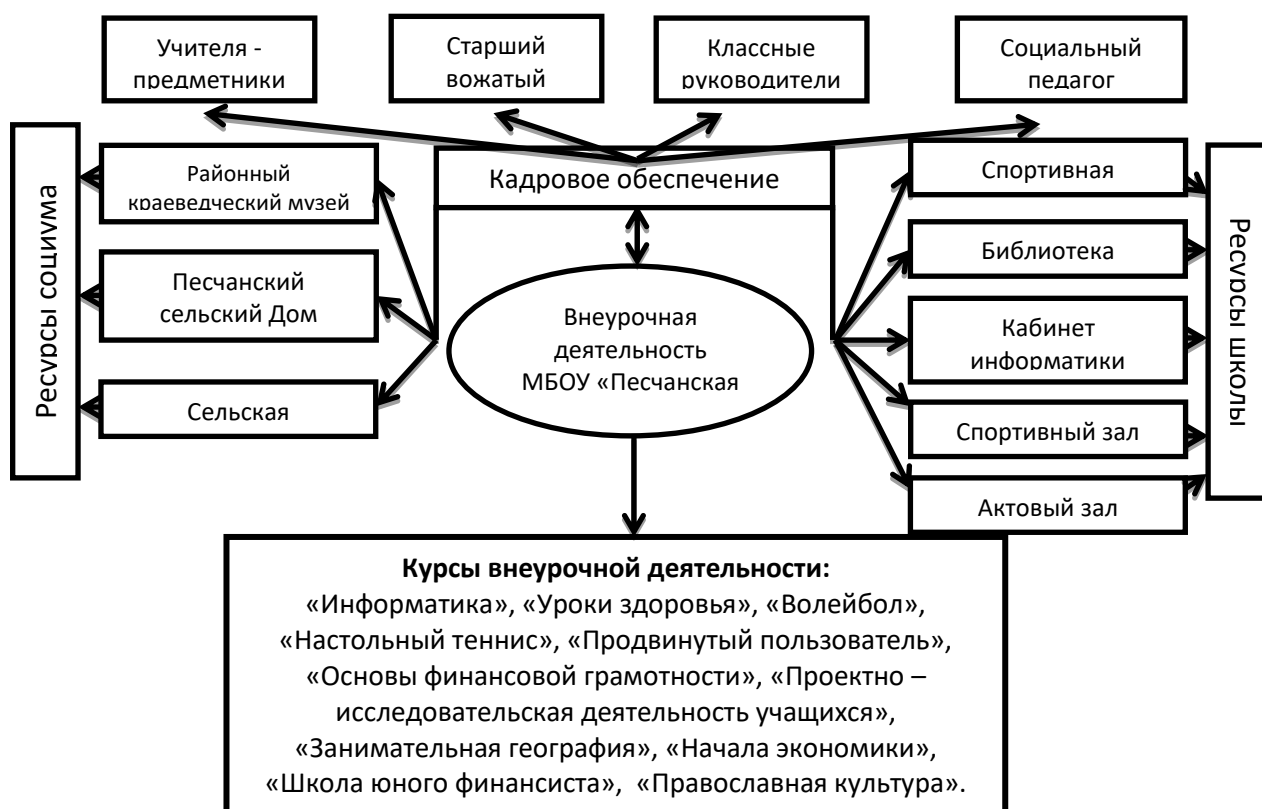 Учителя -
предметники
Старший
вожатый
Классные
руководители
Социальный
педагог
Ресурсы социума
Районный
краеведческий музей
Кадровое обеспечение
Спортивная
Ресурсы школы
Песчанский
сельский Дом
Библиотека
Внеурочная
деятельность
МБОУ «Песчанская
Кабинет
информатики
Сельская
Спортивный зал
Актовый зал
Курсы внеурочной деятельности:
«Информатика», «Уроки здоровья», «Волейбол»,
«Настольный теннис», «Продвинутый пользователь»,
«Основы финансовой грамотности», «Проектно –
исследовательская деятельность учащихся»,
«Занимательная география», «Начала экономики»,
«Школа юного финансиста», «Православная культура».